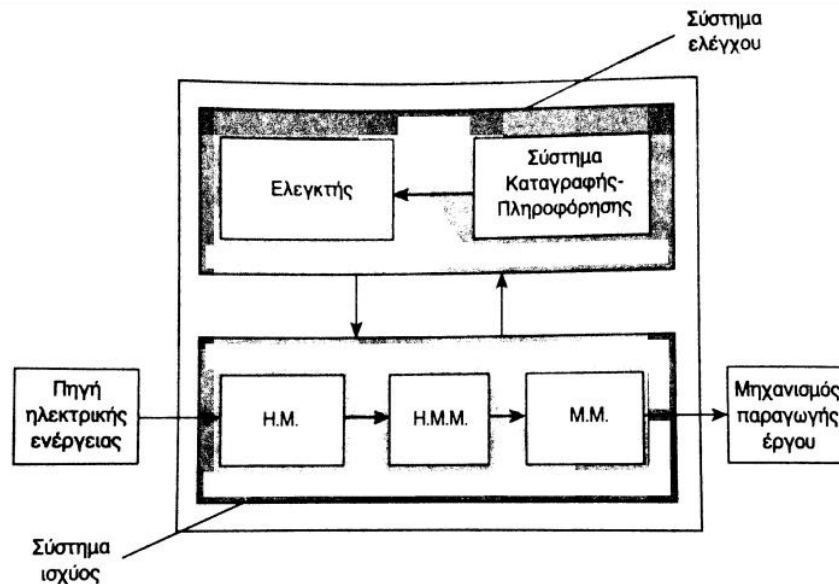 Σύστημα
ελέγχου
Ελεγκτής
Σύστημα
Καταγραφής-
Πληροφόρησης
Πηγή
ηλεκτρικής
ενέργειας
Η.Μ.
Η.Μ.Μ.
Μ.Μ.
Μηχανισμός
παραγωγής
έργου
Σύστημα
ισχύος